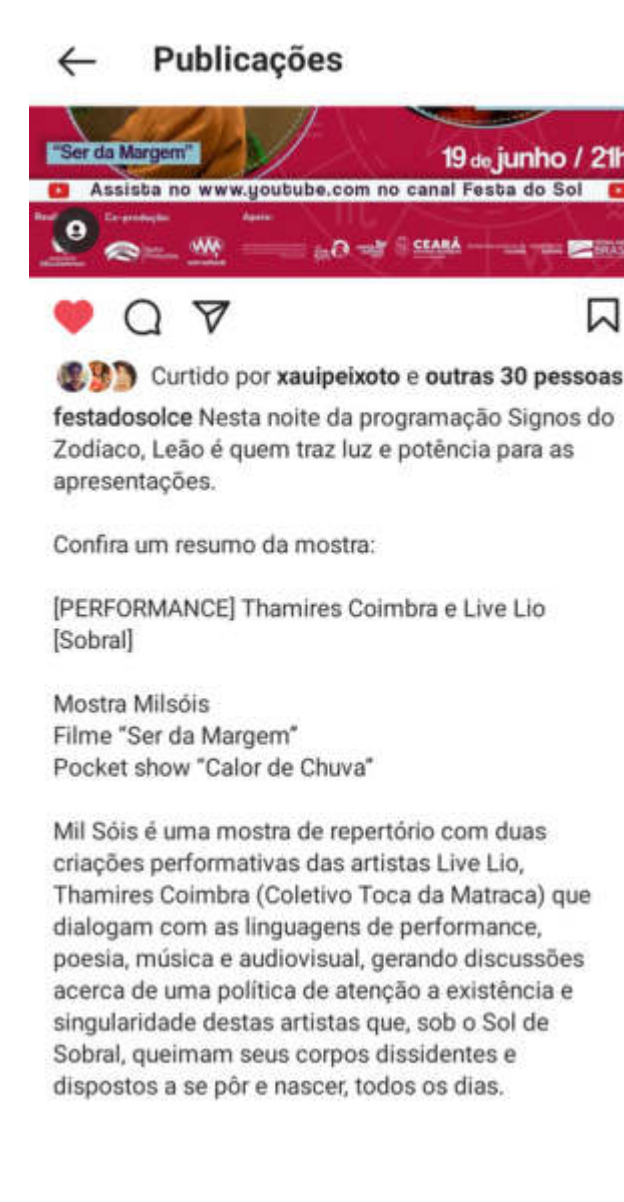 Publicações
"Ser da Margem"
19 de junho / 21h
Assista no www.youtube.com no canal Festa do Sol
Co-produção: Apoio:
CEARÁ
Curtido por xauipeixoto e outras 30 pessoas
festadosolce Nesta noite da programação Signos do
Zodíaco, Leão é quem traz luz e potência para as
apresentações.
Confira um resumo da mostra:
[PERFORMANCE] Thamires Coimbra e Live Lio
[Sobral]
Mostra Milsóis
Filme “Ser da Margem”
Pocket show “Calor de Chuva”
Mil Sóis é uma mostra de repertório com duas
criações performativas das artistas Live Lio,
Thamires Coimbra (Coletivo Toca da Matraca) que
dialogam com as linguagens de performance,
poesia, música e audiovisual, gerando discussões
acerca de uma política de atenção a existência e
singularidade destas artistas que, sob o Sol de
Sobral, queimam seus corpos dissidentes e
dispostos a se pôr e nascer, todos os dias.